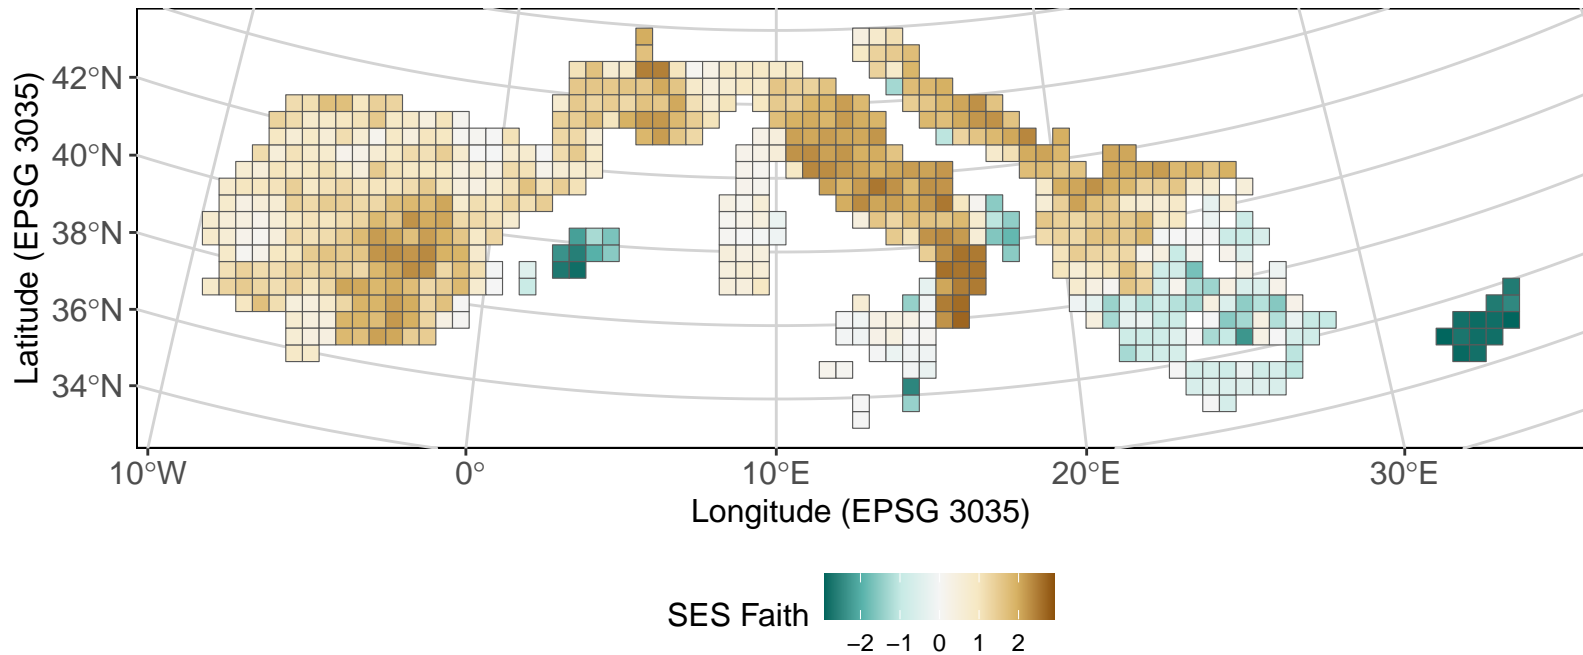 Latitude (EPSG 3035)
42°N
40°N
38°N
36°N
34°N
10°W 0° 10°E 20°E 30°E
Longitude (EPSG 3035)
SES Faith
−2 −1 0 1 2